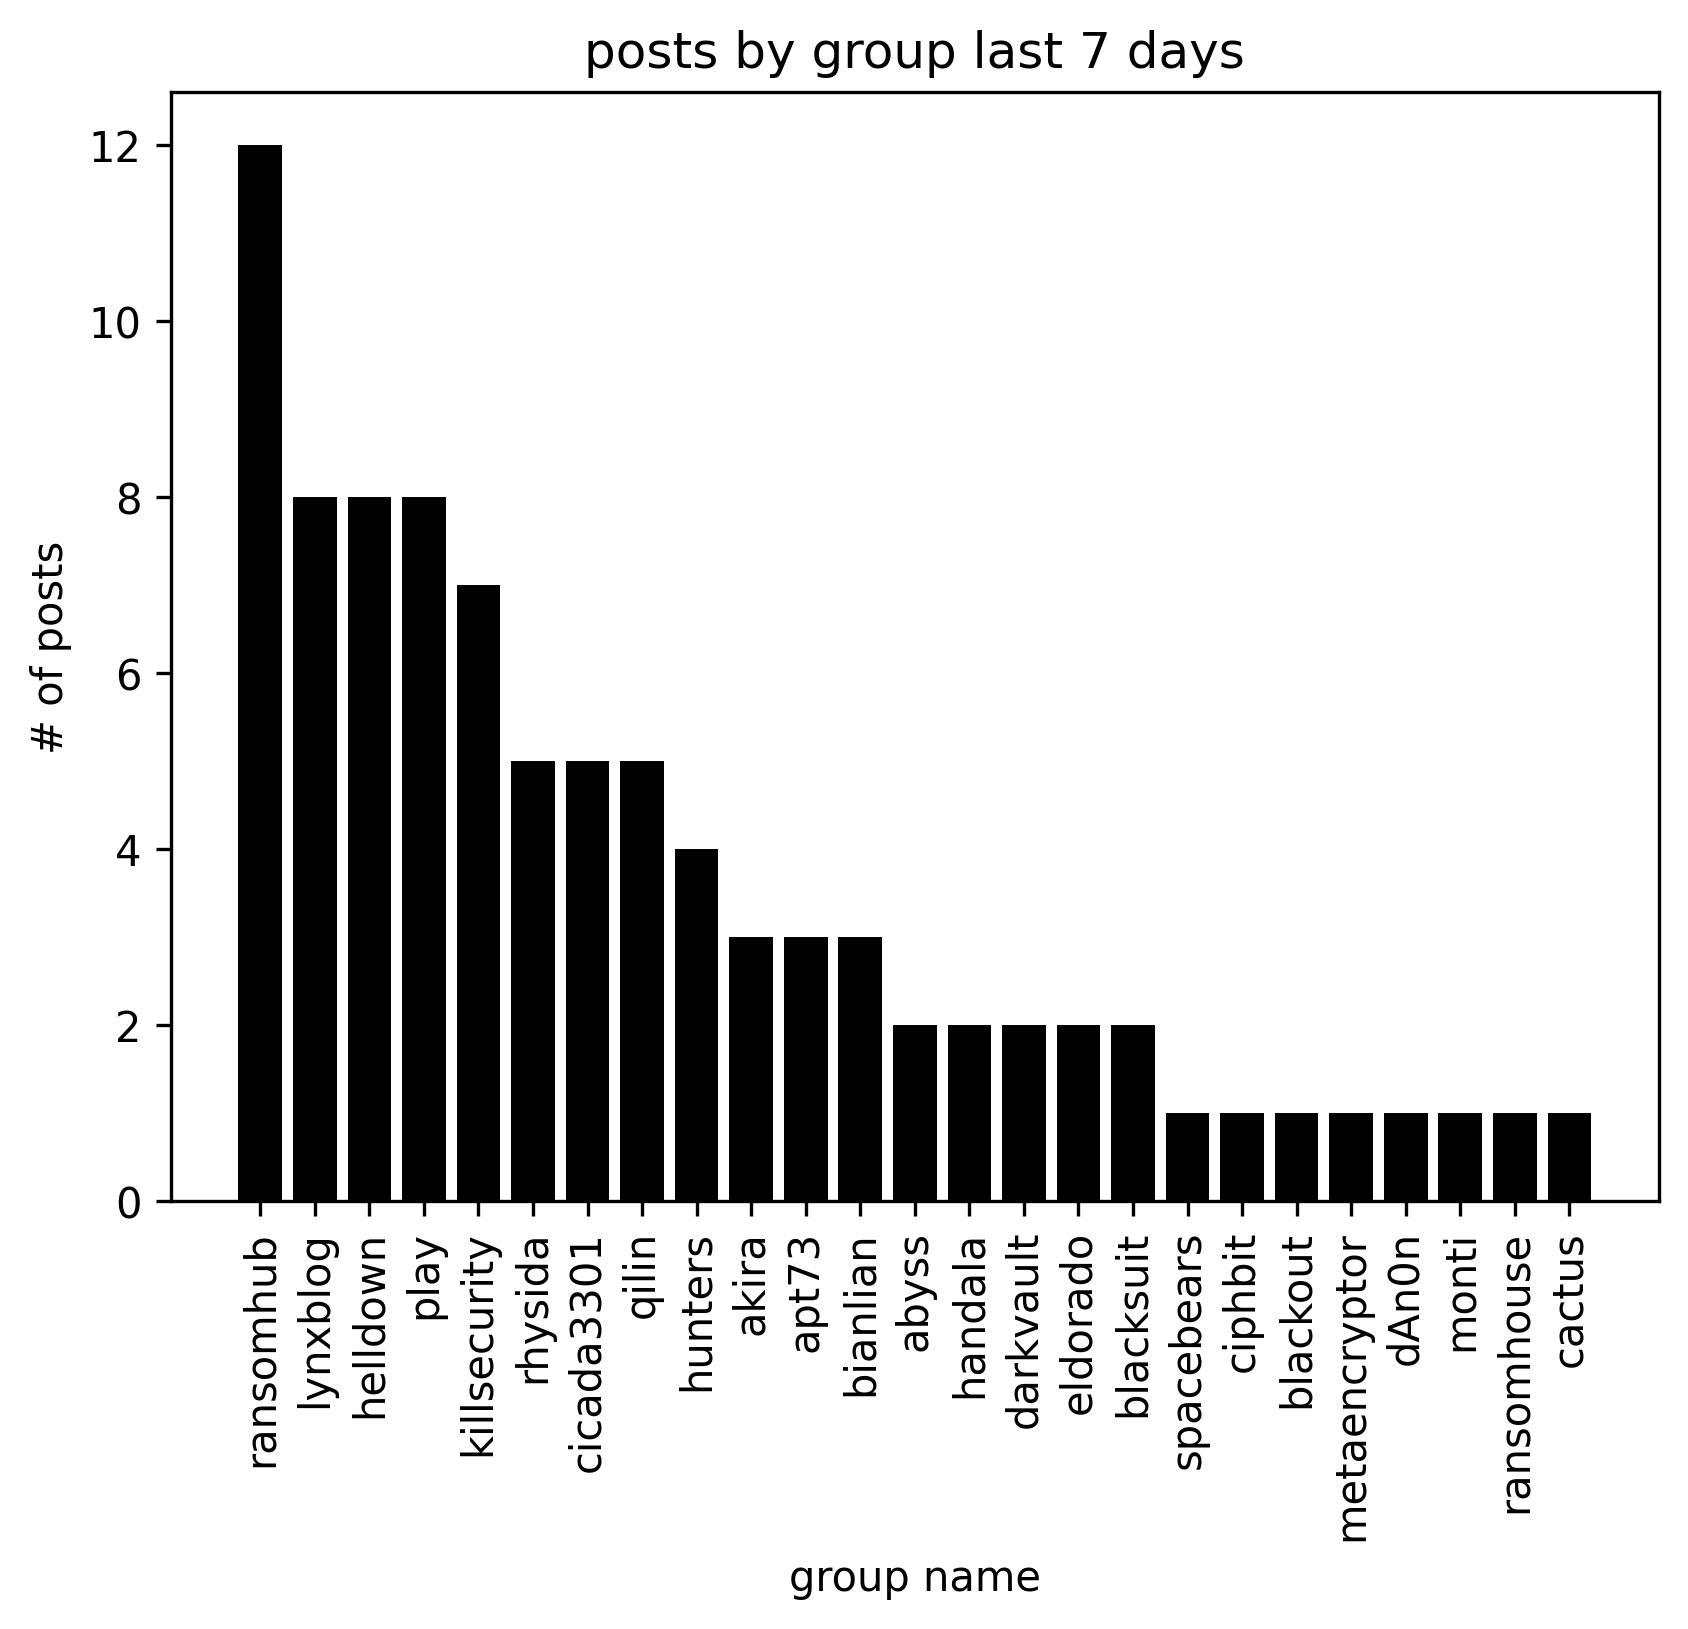 posts by group last 7 days
# of posts
12
10
8
6
4
2
0
ransomhub
lynxblog
helldown
play
killsecurity
rhysida
cicada3301
qilin
hunters
akira
apt73
bianlian
abyss
handala
darkvault
eldorado
blacksuit
spacebears
ciphbit
blackout
metaencryptor
dAn0n
monti
ransomhouse
cactus
group name